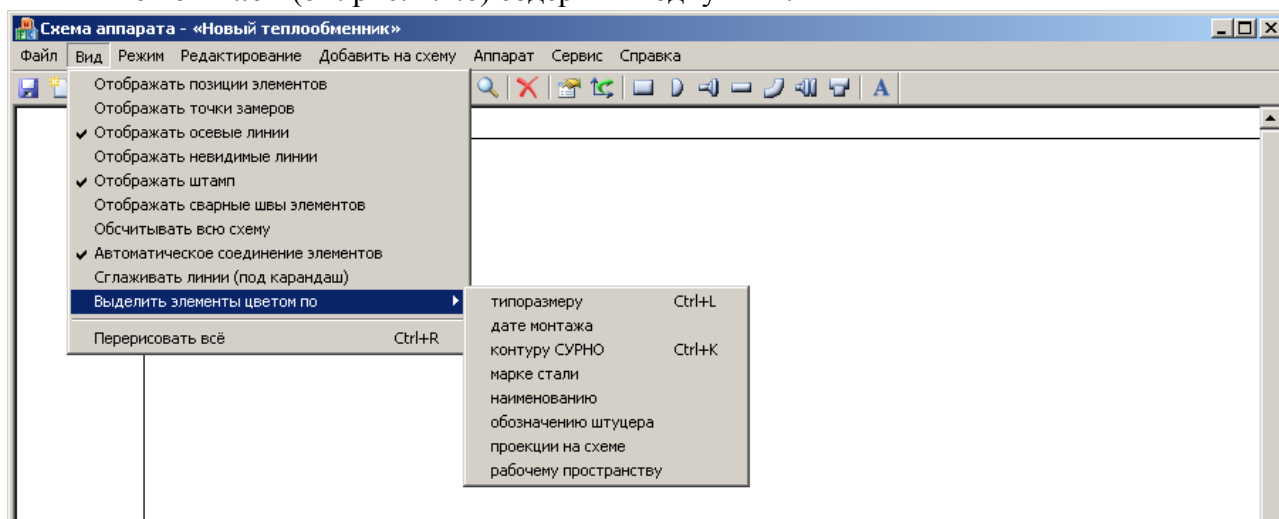 Схема аппарата - «Новый теплообменник»
Файл Вид Режим Редактирование Добавить на схему Аппарат Сервис Справка
Отображать позиции элементов
Отображать точки замеров
Отображать осевые линии
Отображать невидимые линии
Отображать штамп
Отображать сварные швы элементов
Обсчитывать всю схему
Автоматическое соединение элементов
Сглаживать линии (под карандаш)
Выделить элементы цветом по
Перерисовать всё Ctrl+R
типоразмеру Ctrl+L
дате монтажа
контуру СУРНО Ctrl+K
марке стали
наименованию
обозначению штуцера
проекции на схеме
рабочему пространству
A